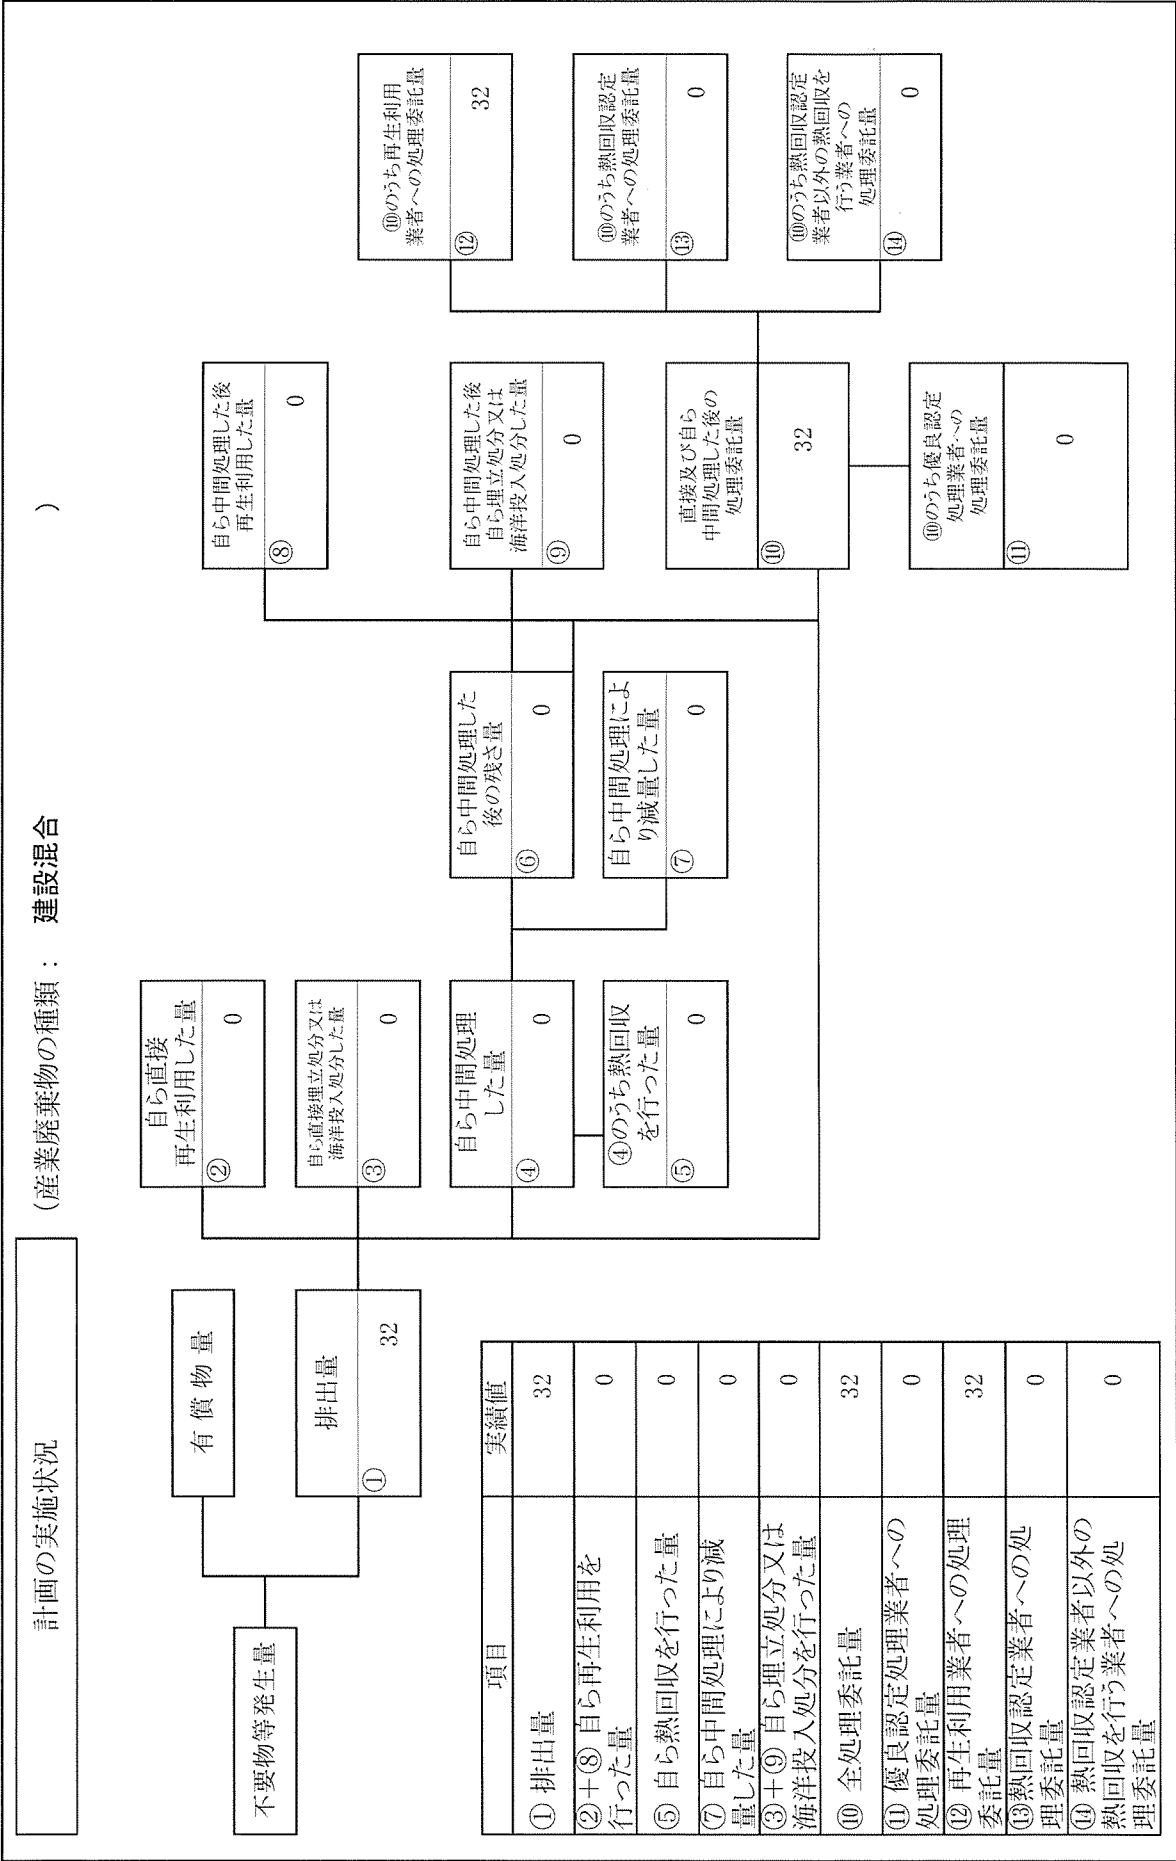 計画の実施状況
(産業廃棄物の種類： 建設混合 )
不要物等発生量
有償物量
排出量
① 32
自ら直接
再生利用した量
② 0
自ら直接埋立処分又は
海洋投入処分した量
③ 0
自ら中間処理
した量
④ 0
④のうち熱回収
を行った量
⑤ 0
自ら中間処理した
後の残さ量
⑥ 0
自ら中間処理によ
り減量した量
⑦ 0
自ら中間処理した後
再生利用した量
⑧ 0
自ら中間処理した後
自ら埋立処分又は
海洋投入処分した量
⑨ 0
直接及び自ら
中間処理した後の
処理委託量
⑩ 32
⑩のうち優良認定
処理業者への
処理委託量
⑪ 0
⑩のうち再生利用
業者への処理委託量
⑫ 32
⑩のうち熱回収認定
業者への処理委託量
⑬ 0
⑩のうち熱回収認定
業者以外の熱回収を
行う業者への
処理委託量
⑭ 0
項目 実績値
① 排出量 32
②＋⑧ 自ら再生利用を
行った量 0
⑤ 自ら熱回収を行った量 0
⑦ 自ら中間処理により減
量した量 0
③＋⑨ 自ら埋立処分又は
海洋投入処分を行った量 0
⑩ 全処理委託量 32
⑪ 優良認定処理業者への
処理委託量 0
⑫ 再生利用業者への処理
委託量 32
⑬熱回収認定業者への処
理委託量 0
⑭ 熱回収認定業者以外の
熱回収を行う業者への処
理委託量 0